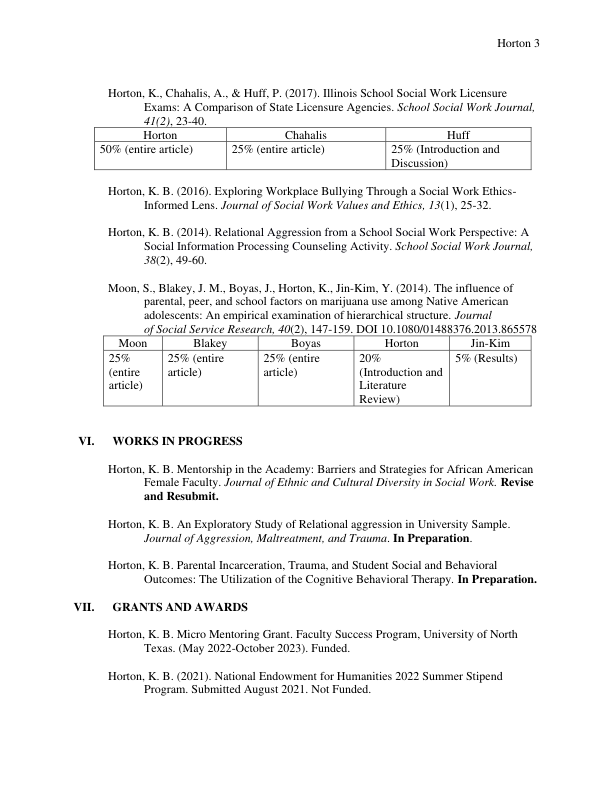 Horton 3
Horton, K., Chahalis, A., & Huff, P. (2017). Illinois School Social Work Licensure
Exams: A Comparison of State Licensure Agencies. School Social Work Journal,
41(2), 23-40.
Horton Chahalis Huff
50% (entire article) 25% (entire article) 25% (Introduction and
Discussion)
Horton, K. B. (2016). Exploring Workplace Bullying Through a Social Work Ethics-
Informed Lens. Journal of Social Work Values and Ethics, 13(1), 25-32.
Horton, K. B. (2014). Relational Aggression from a School Social Work Perspective: A
Social Information Processing Counseling Activity. School Social Work Journal,
38(2), 49-60.
Moon, S., Blakey, J. M., Boyas, J., Horton, K., Jin-Kim, Y. (2014). The influence of
parental, peer, and school factors on marijuana use among Native American
adolescents: An empirical examination of hierarchical structure. Journal
of Social Service Research, 40(2), 147-159. DOI 10.1080/01488376.2013.865578
Moon Blakey Boyas Horton Jin-Kim
25% 25% (entire 25% (entire 20% 5% (Results)
(entire article) article) (Introduction and
article) Literature
Review)
VI. WORKS IN PROGRESS
Horton, K. B. Mentorship in the Academy: Barriers and Strategies for African American
Female Faculty. Journal of Ethnic and Cultural Diversity in Social Work. Revise
and Resubmit.
Horton, K. B. An Exploratory Study of Relational aggression in University Sample.
Journal of Aggression, Maltreatment, and Trauma. In Preparation.
Horton, K. B. Parental Incarceration, Trauma, and Student Social and Behavioral
Outcomes: The Utilization of the Cognitive Behavioral Therapy. In Preparation.
VII. GRANTS AND AWARDS
Horton, K. B. Micro Mentoring Grant. Faculty Success Program, University of North
Texas. (May 2022-October 2023). Funded.
Horton, K. B. (2021). National Endowment for Humanities 2022 Summer Stipend
Program. Submitted August 2021. Not Funded.